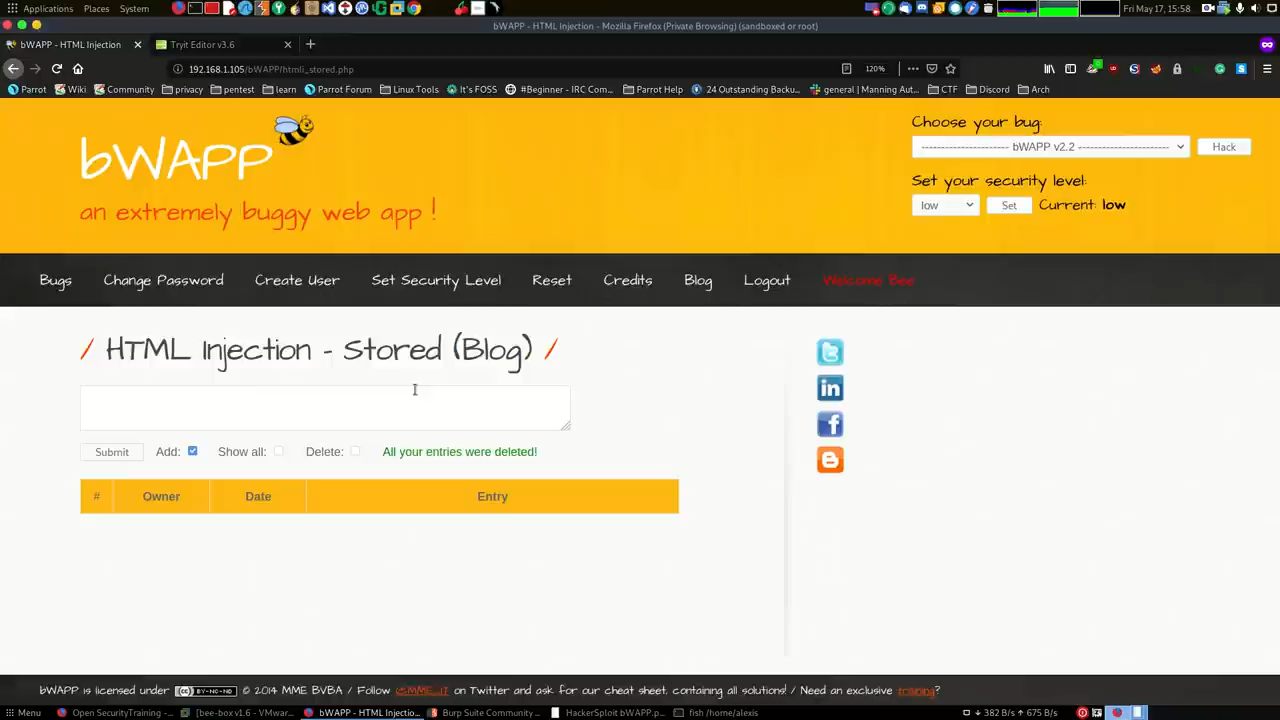 Applications Places System
Fri May 17, 15:58
bWAPP - HTML Injection - Mozilla Firefox (Private Browsing) (sandboxed or root)
bWAPP - HTML Injection
Tryit Editor v3.6
192.168.1.105/bWAPP/htmli_stored.php
120%
Parrot Wiki Community privacy pentest learn Parrot Forum Linux Tools It's FOSS #Beginner - IRC Com... Parrot Help 24 Outstanding Backu... general | Manning Aut... CTF Discord Arch
bWAPP
an extremely buggy web app !
Choose your bug:
---------------------- bWAPP v2.2 ----------------------- Hack
Set your security level:
low Set Current: low
Bugs Change Password Create User Set Security Level Reset Credits Blog Logout Welcome Bee
/ HTML Injection - Stored (Blog) /
Submit Add: Show all: Delete: All your entries were deleted!
# Owner Date Entry
bWAPP is licensed under BY-NC-ND © 2014 MME BVBA / Follow @MME_IT on Twitter and ask for our cheat sheet, containing all solutions! / Need an exclusive training?
Menu Open SecurityTraining -... [bee-box v1.6 - VMwar... bWAPP - HTML Injectio... Burp Suite Community ... HackerSploit bWAPP.p... fish /home/alexis 382 B/s 675 B/s